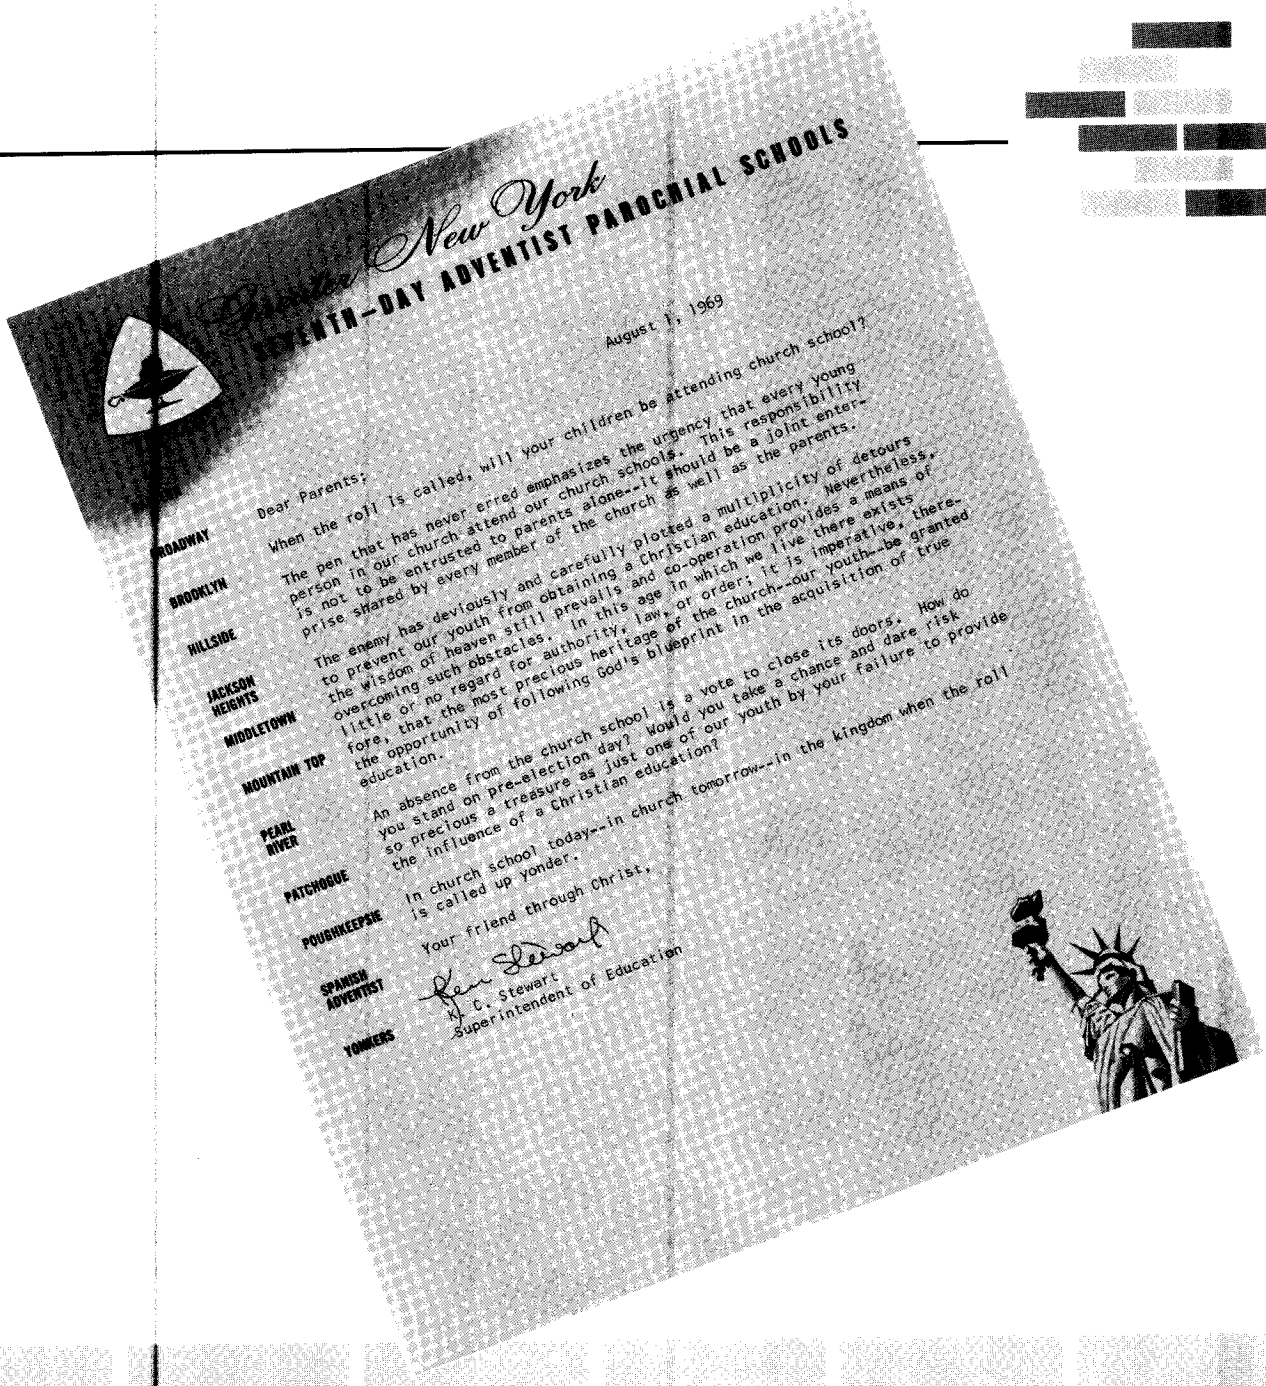 Greater New York
SEVENTH-DAY ADVENTIST PAROCHIAL SCHOOLS
August 1, 1969
Dear Parents:
When the roll is called, will your children be attending church school?
The pen that has never erred emphasizes the urgency that every young
person in our church attend our church schools. This responsibility
is not to be entrusted to parents alone--it should be a joint enter-
prise shared by every member of the church as well as the parents.
The enemy has deviously and carefully plotted a multiplicity of detours
to prevent our youth from obtaining a Christian education. Nevertheless,
the wisdom of heaven still prevails and co-operation provides a means of
overcoming such obstacles. In this age in which we live there exists
little or no regard for authority, law, or order; it is imperative, there-
fore, that the most precious heritage of the church--our youth--be granted
the opportunity of following God's blueprint in the acquisition of true
education.
An absence from the church school is a vote to close its doors. How do
you stand on pre-election day? Would you take a chance and dare risk
so precious a treasure as just one of our youth by your failure to provide
the influence of a Christian education?
In church school today--in church tomorrow--in the kingdom when the roll
is called up yonder.
Your friend through Christ,
Ken Stewart
K. C. Stewart
Superintendent of Education
BROADWAY
BROOKLYN
HILLSIDE
JACKSON
HEIGHTS
MIDDLETOWN
MOUNTAIN TOP
PEARL
RIVER
PATCHOGUE
POUGHKEEPSIE
SPANISH
ADVENTIST
YONKERS